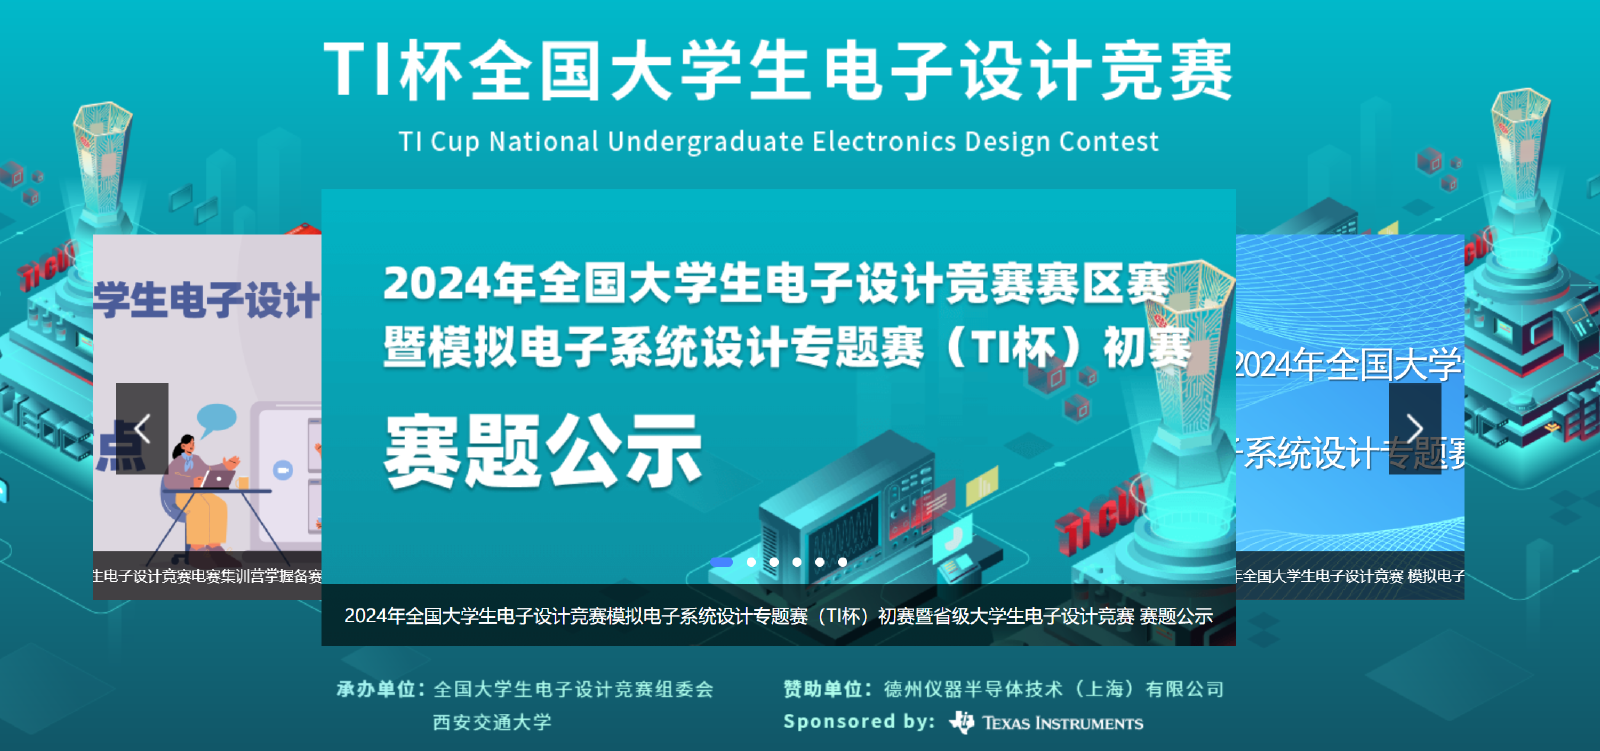 TI杯全国大学生电子设计竞赛
TI Cup National Undergraduate Electronics Design Contest
2024年全国大学生电子设计竞赛赛区赛
暨模拟电子系统设计专题赛（TI杯）初赛
赛题公示
2024年全国大学生电子设计竞赛模拟电子系统设计专题赛（TI杯）初赛暨省级大学生电子设计竞赛 赛题公示
学生电子设计
点
生电子设计竞赛电赛集训营掌握备赛
2024年全国大学
子系统设计专题赛
年全国大学生电子设计竞赛 模拟电子
TI CUP
承办单位：全国大学生电子设计竞赛组委会
西安交通大学
赞助单位：德州仪器半导体技术（上海）有限公司
Sponsored by: TEXAS INSTRUMENTS